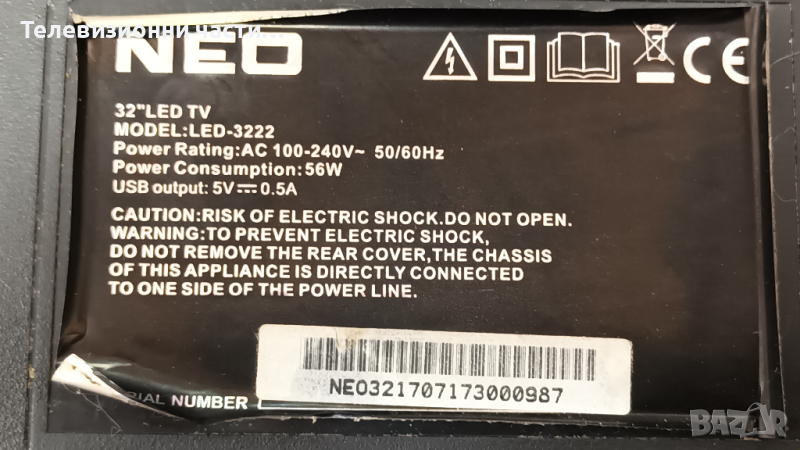 Телевизионни части
NEO
32"LED TV
MODEL:LED-3222
Power Rating:AC 100-240V~ 50/60Hz
Power Consumption:56W
USB output: 5V⎓0.5A
CAUTION:RISK OF ELECTRIC SHOCK.DO NOT OPEN.
WARNING:TO PREVENT ELECTRIC SHOCK,
DO NOT REMOVE THE REAR COVER,THE CHASSIS
OF THIS APPLIANCE IS DIRECTLY CONNECTED
TO ONE SIDE OF THE POWER LINE.
NEO321707173000987
NUMBER
BAZAR